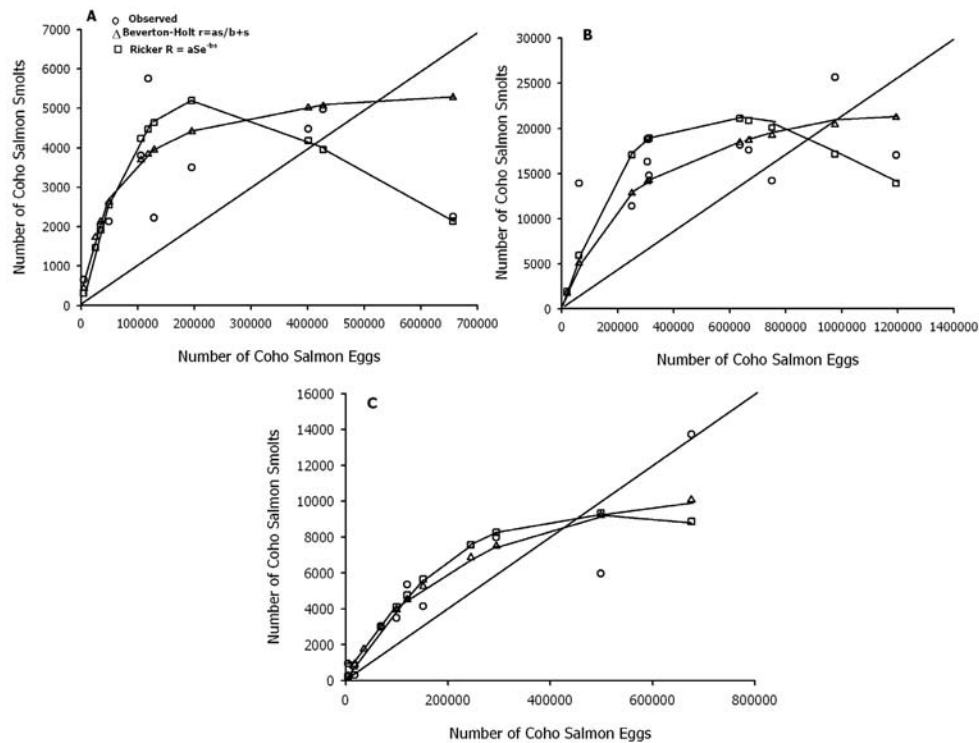 A
Observed
Beverton-Holt r=as/b+s
Ricker R = aSe^-bs
Number of Coho Salmon Smolts
7000
6000
5000
4000
3000
2000
1000
0
0 100000 200000 300000 400000 500000 600000 700000
Number of Coho Salmon Eggs
B
Number of Coho Salmon Smolts
30000
25000
20000
15000
10000
5000
0
0 200000 400000 600000 800000 1000000 1200000 1400000
Number of Coho Salmon Eggs
C
Number of Coho Salmon Smolts
16000
14000
12000
10000
8000
6000
4000
2000
0
0 200000 400000 600000 800000
Number of Coho Salmon Eggs